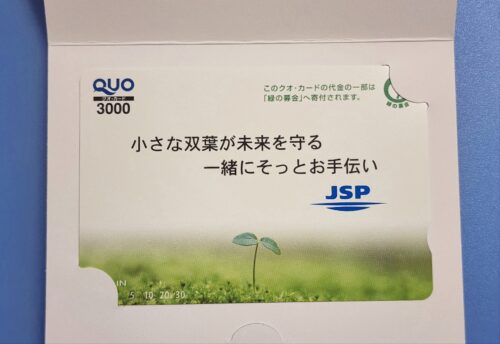 QUO
クオ・カード
3000
このクオ・カードの代金の一部は
「緑の募金」へ寄付されます。
緑の募金
小さな双葉が未来を守る
一緒にそっとお手伝い
JSP
IN
5 10 20 30